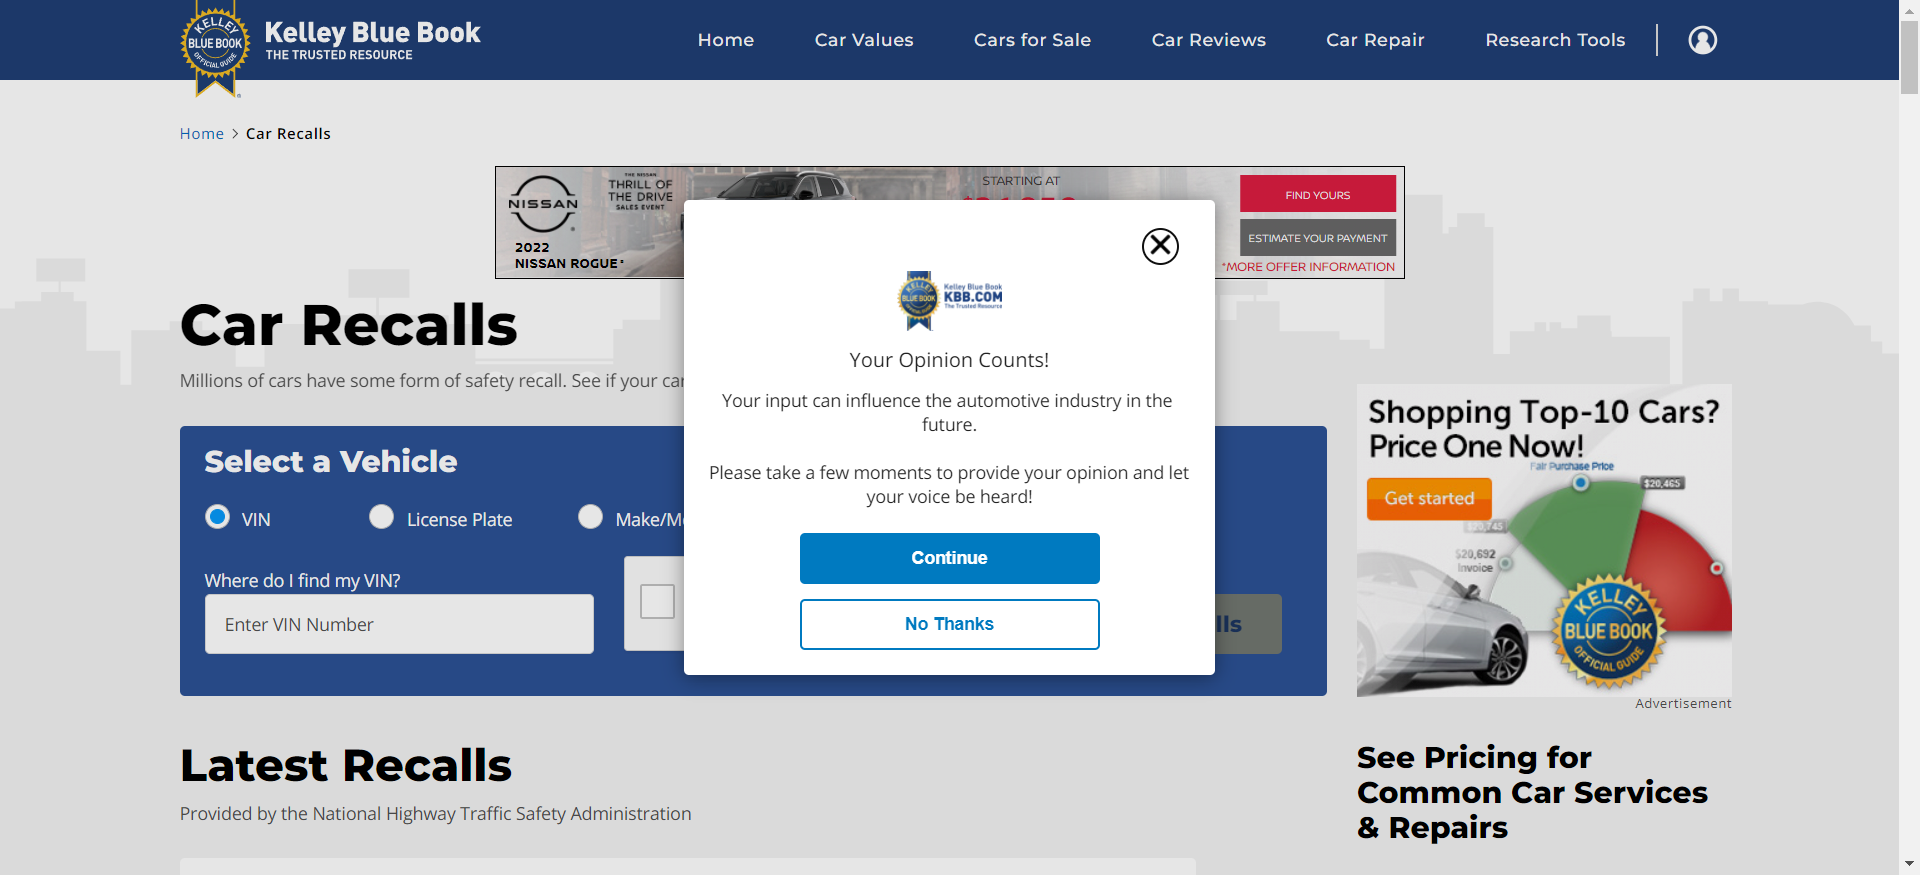 KELLEY
BLUE BOOK
OFFICIAL GUIDE
Kelley Blue Book
THE TRUSTED RESOURCE
Home
Car Values
Cars for Sale
Car Reviews
Car Repair
Research Tools
Home > Car Recalls
NISSAN
2022
NISSAN ROGUE*
THE NISSAN
THRILL OF
THE DRIVE
SALES EVENT
STARTING AT
FIND YOURS
ESTIMATE YOUR PAYMENT
*MORE OFFER INFORMATION
Car Recalls
Millions of cars have some form of safety recall. See if your car
Select a Vehicle
VIN
License Plate
Make/M
Where do I find my VIN?
Enter VIN Number
lls
KELLEY
BLUE BOOK
Kelley Blue Book
KBB.COM
The Trusted Resource
Your Opinion Counts!
Your input can influence the automotive industry in the
future.
Please take a few moments to provide your opinion and let
your voice be heard!
Continue
No Thanks
Shopping Top-10 Cars?
Price One Now!
Fair Purchase Price
Get started
$20,465
$20,745
$20,692
Invoice
KELLEY
BLUE BOOK
OFFICIAL GUIDE
Advertisement
Latest Recalls
Provided by the National Highway Traffic Safety Administration
See Pricing for
Common Car Services
& Repairs